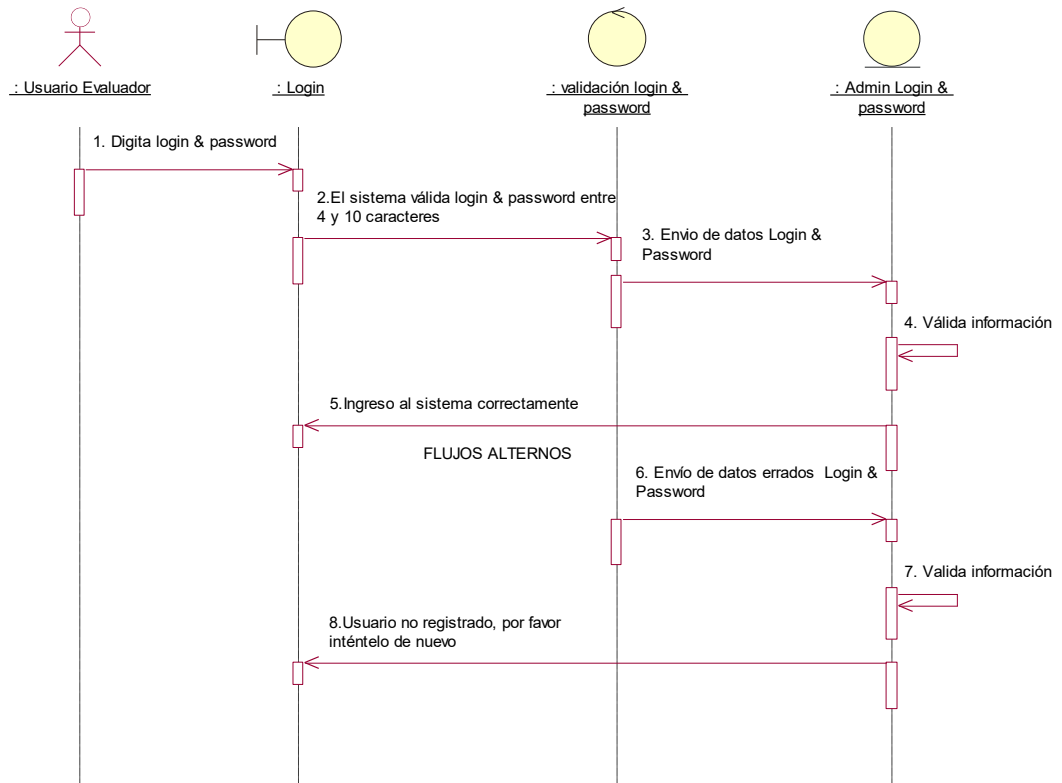 : Usuario Evaluador
: Login
: validación login &
password
: Admin Login &
password
1. Digita login & password
2.El sistema válida login & password entre
4 y 10 caracteres
3. Envio de datos Login &
Password
4. Válida información
5.Ingreso al sistema correctamente
FLUJOS ALTERNOS
6. Envío de datos errados Login &
Password
7. Valida información
8.Usuario no registrado, por favor
inténtelo de nuevo